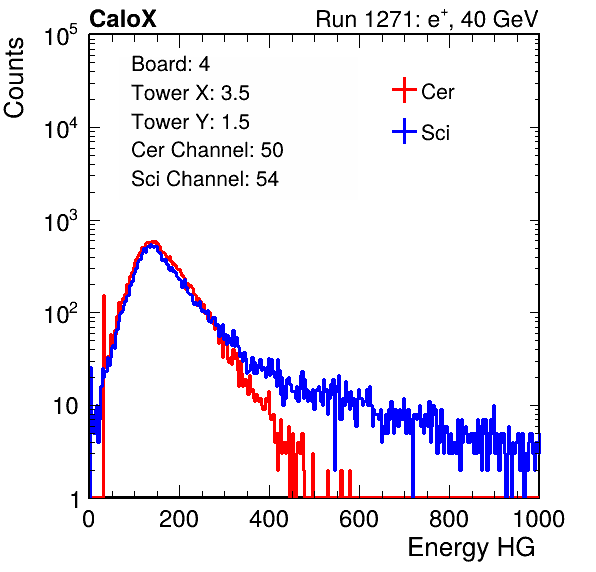 CaloX Run 1271: e⁺, 40 GeV
Counts
Board: 4
Tower X: 3.5
Tower Y: 1.5
Cer Channel: 50
Sci Channel: 54
Cer
Sci
10⁵
10⁴
10³
10²
10
1
0 200 400 600 800 1000
Energy HG